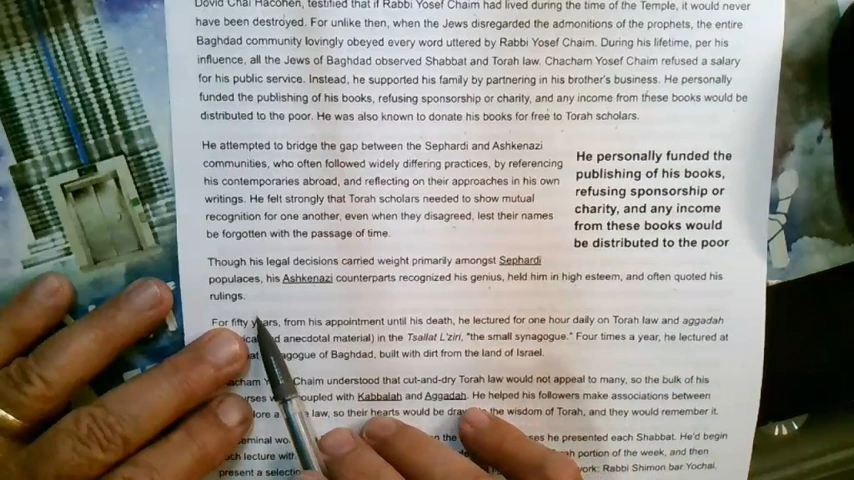 Dovid Chai Hacohen, testified that if Rabbi Yosef Chaim had lived during the time of the Temple, it would never
have been destroyed. For unlike then, when the Jews disregarded the admonitions of the prophets, the entire
Baghdad community lovingly obeyed every word uttered by Rabbi Yosef Chaim. During his lifetime, per his
influence, all the Jews of Baghdad observed Shabbat and Torah law. Chacham Yosef Chaim refused a salary
for his public service. Instead, he supported his family by partnering in his brother's business. He personally
funded the publishing of his books, refusing sponsorship or charity, and any income from these books would be
distributed to the poor. He was also known to donate his books for free to Torah scholars.
He attempted to bridge the gap between the Sephardi and Ashkenazi
communities, who often followed widely differing practices, by referencing
his contemporaries abroad, and reflecting on their approaches in his own
writings. He felt strongly that Torah scholars needed to show mutual
recognition for one another, even when they disagreed, lest their names
be forgotten with the passage of time.
He personally funded the
publishing of his books,
refusing sponsorship or
charity, and any income
from these books would
be distributed to the poor
Though his legal decisions carried weight primarily amongst Sephardi
populaces, his Ashkenazi counterparts recognized his genius, held him in high esteem, and often quoted his
rulings.
For fifty years, from his appointment until his death, he lectured for one hour daily on Torah law and aggadah
anecdotal material) in the Tsallat L'ziri, "the small synagogue." Four times a year, he lectured at
agogue of Baghdad, built with dirt from the land of Israel.
acham Chaim understood that cut-and-dry Torah law would not appeal to many, so the bulk of his
coupled with Kabbalah and Aggadah. He helped his followers make associations between
lore a law, so their hearts would be the wisdom of Torah, and they would remember it.
eminal on the he presented each Shabbat. He'd begin
lecture with portion of the week, and then
present a selection work: Rabbi Shimon bar Yochai,